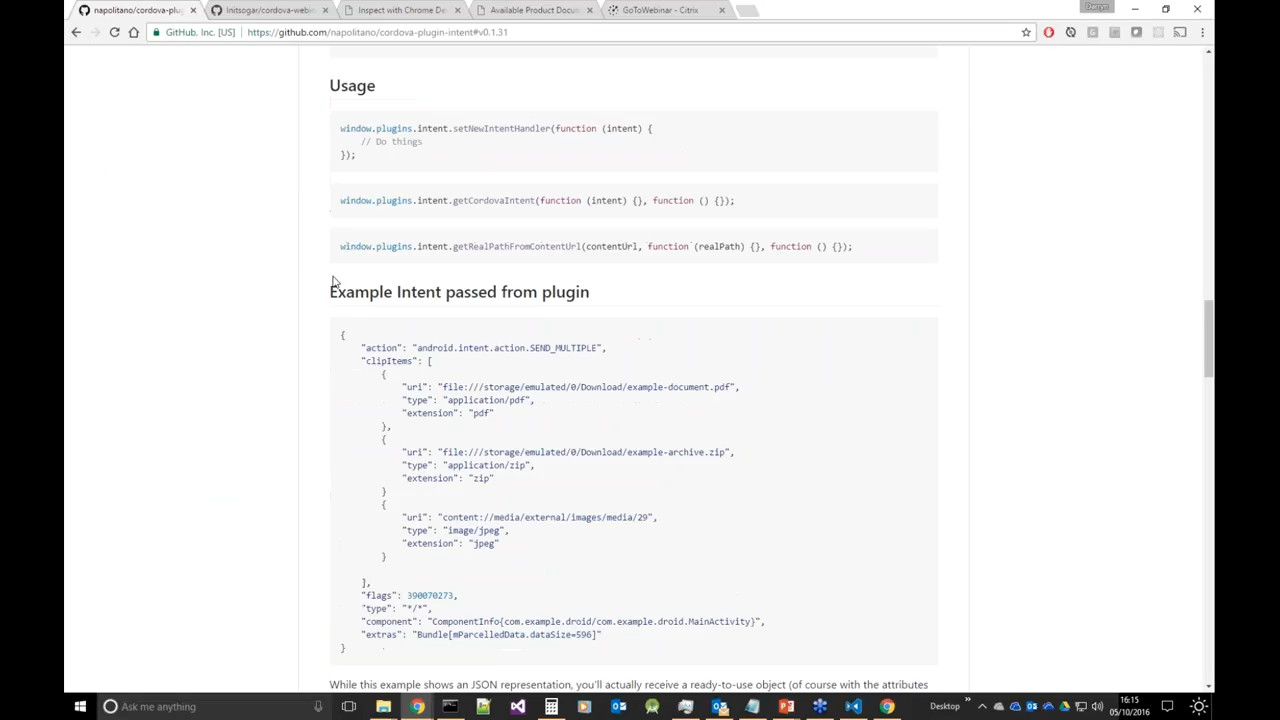 napolitano/cordova-plug
Initsogar/cordova-webin
Inspect with Chrome De
Available Product Docu
GoToWebinar - Citrix
Darryn
GitHub, Inc. [US]
https://github.com/napolitano/cordova-plugin-intent#v0.1.31
Usage
window.plugins.intent.setNewIntentHandler(function (intent) {
// Do things
});
window.plugins.intent.getCordovaIntent(function (intent) {}, function () {});
window.plugins.intent.getRealPathFromContentUrl(contentUrl, function (realPath) {}, function () {});
Example Intent passed from plugin
{
"action": "android.intent.action.SEND_MULTIPLE",
"clipItems": [
{
"uri": "file:///storage/emulated/0/Download/example-document.pdf",
"type": "application/pdf",
"extension": "pdf"
},
{
"uri": "file:///storage/emulated/0/Download/example-archive.zip",
"type": "application/zip",
"extension": "zip"
}
{
"uri": "content://media/external/images/media/29",
"type": "image/jpeg",
"extension": "jpeg"
}
],
"flags": 390070273,
"type": "*/*",
"component": "ComponentInfo{com.example.droid/com.example.droid.MainActivity}",
"extras": "Bundle[mParcelledData.dataSize=596]"
}
While this example shows an JSON representation, you'll actually receive a ready-to-use object (of course with the attributes
Ask me anything
Desktop
16:15
05/10/2016